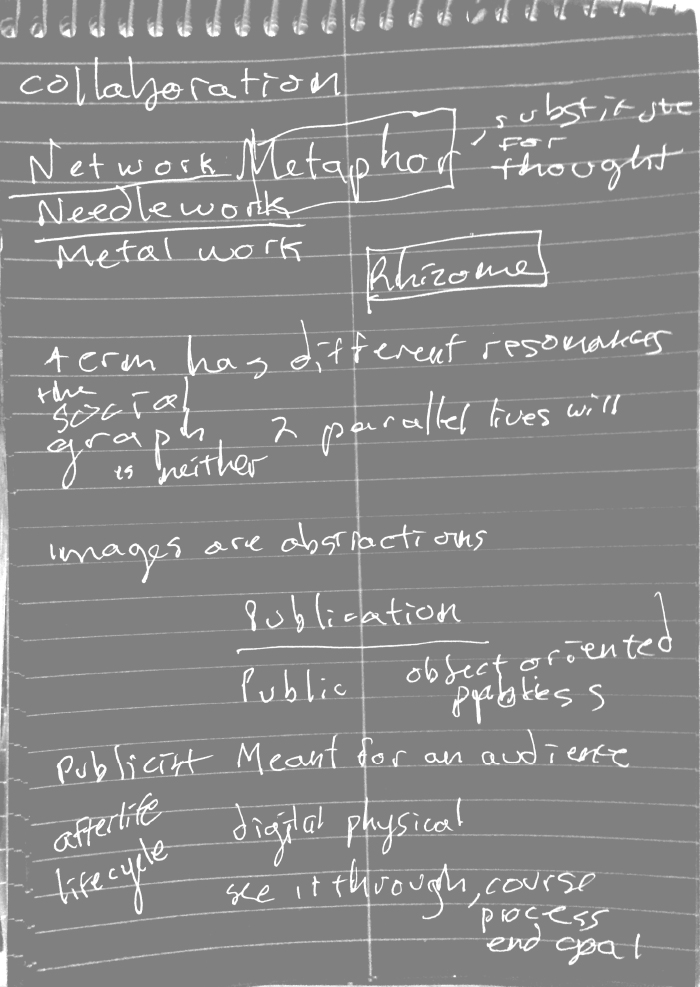 collaboration
Network Metaphor, substitute
for
thought
Needlework
Metal work
Rhizome
term has different resonances
the
social
graph 2 parallel lives will
is neither
images are abstractions
Publication
Public object oriented
Publicist Meant for an audience
afterlife digital physical
lifecycle
see it through, course
process
end goal